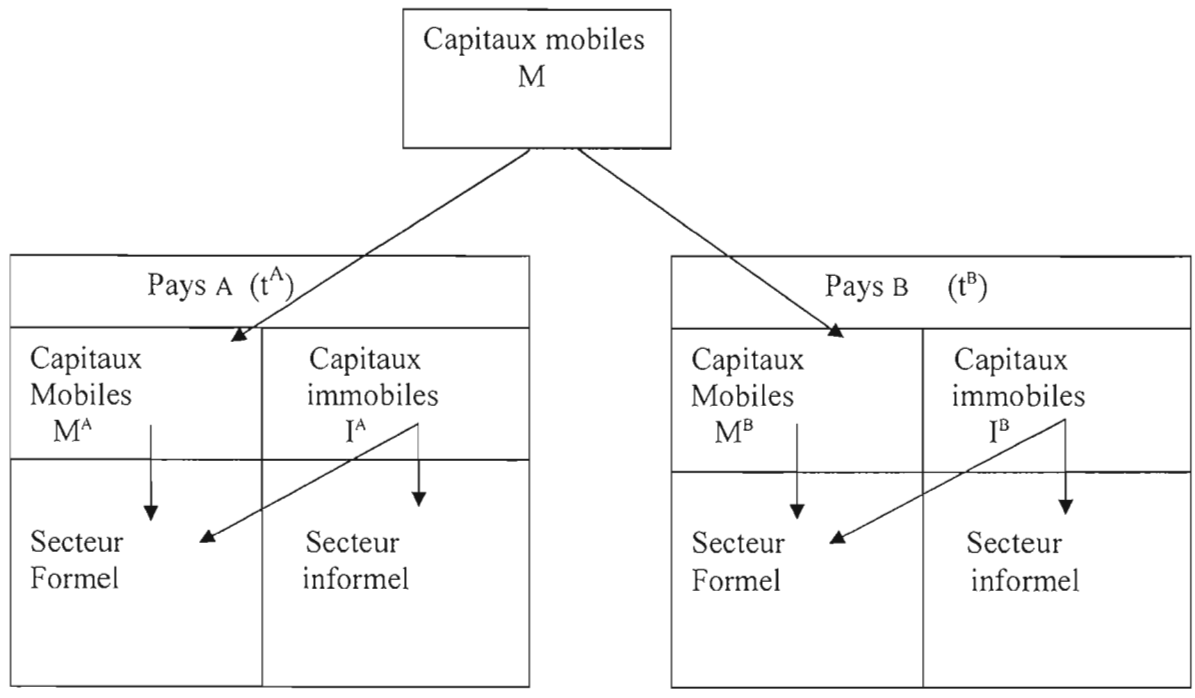 Capitaux mobiles
M
Pays A (t^A)
Capitaux
Mobiles
M^A
Capitaux
immobiles
I^A
Secteur
Formel
Secteur
informel
Pays B (t^B)
Capitaux
Mobiles
M^B
Capitaux
immobiles
I^B
Secteur
Formel
Secteur
informel